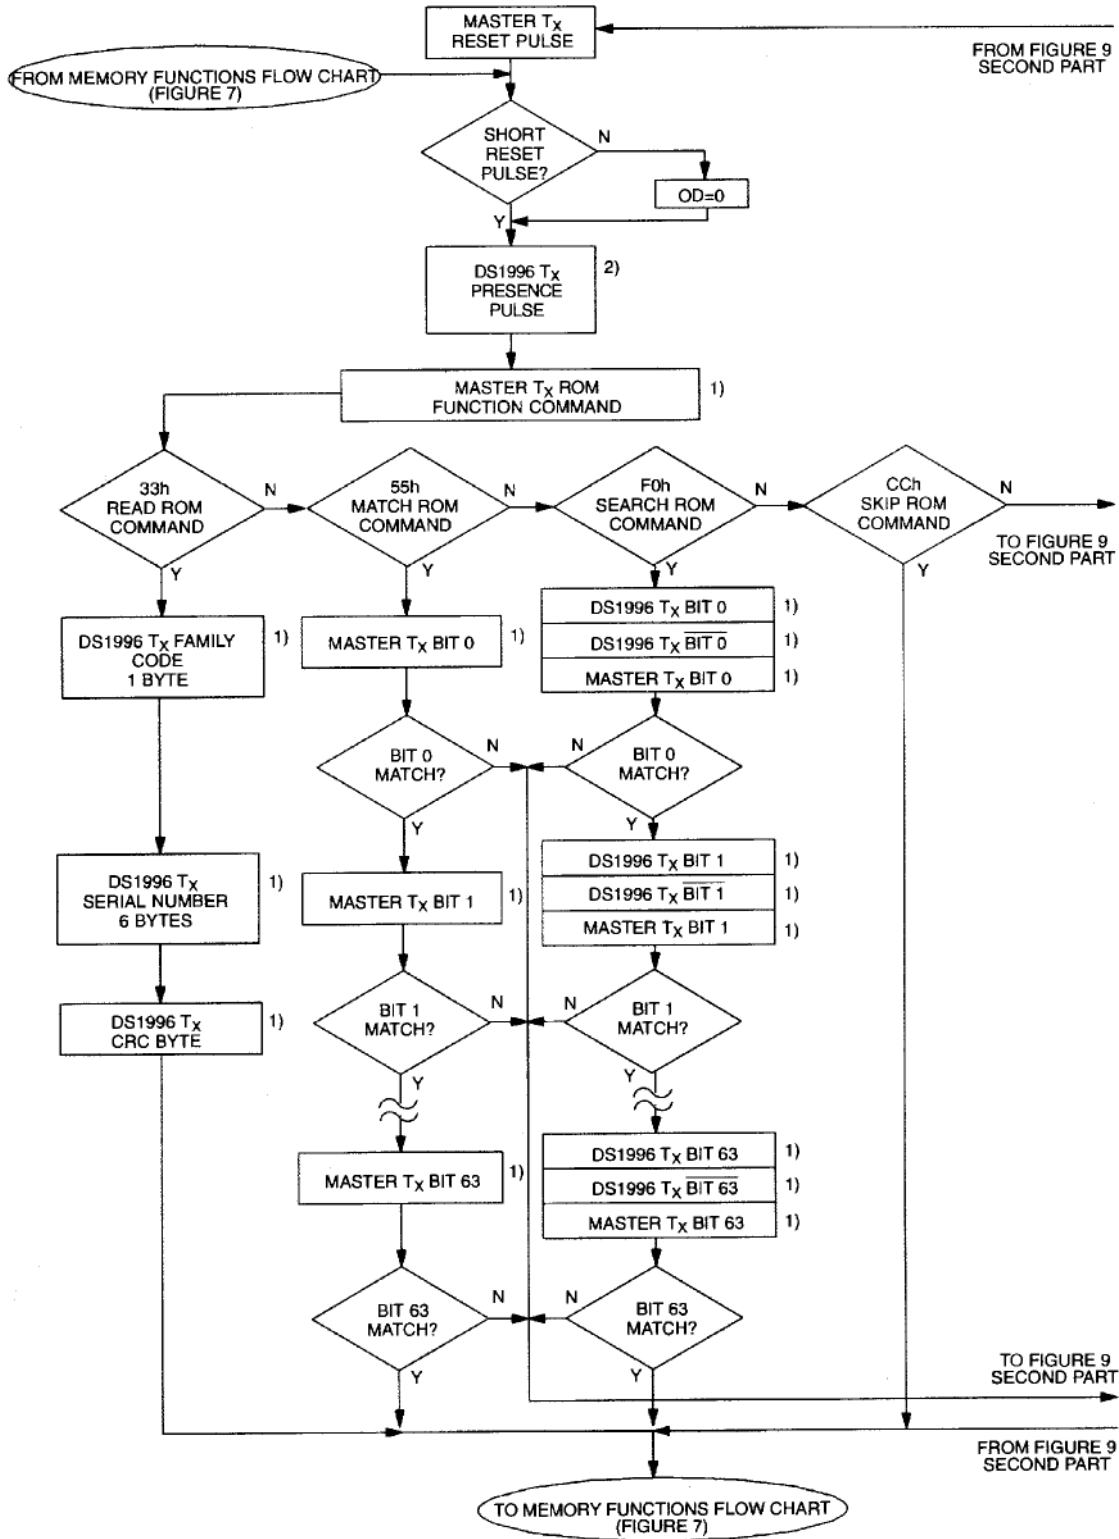 MASTER TX
RESET PULSE
FROM FIGURE 9
SECOND PART
FROM MEMORY FUNCTIONS FLOW CHART
(FIGURE 7)
SHORT
RESET
PULSE?
N
OD=0
Y
DS1996 TX
PRESENCE
PULSE
2)
MASTER TX ROM
FUNCTION COMMAND
1)
33h
READ ROM
COMMAND
N
Y
55h
MATCH ROM
COMMAND
N
Y
F0h
SEARCH ROM
COMMAND
N
Y
CCh
SKIP ROM
COMMAND
N
Y
TO FIGURE 9
SECOND PART
DS1996 TX FAMILY
CODE
1 BYTE
1)
MASTER TX BIT 0
1)
DS1996 TX BIT 0
1)
DS1996 TX BIT 0
1)
MASTER TX BIT 0
1)
BIT 0
MATCH?
N
Y
N
BIT 0
MATCH?
Y
DS1996 TX
SERIAL NUMBER
6 BYTES
1)
MASTER TX BIT 1
1)
DS1996 TX BIT 1
1)
DS1996 TX BIT 1
1)
MASTER TX BIT 1
1)
DS1996 TX
CRC BYTE
1)
BIT 1
MATCH?
N
Y
N
BIT 1
MATCH?
Y
MASTER TX BIT 63
1)
DS1996 TX BIT 63
1)
DS1996 TX BIT 63
1)
MASTER TX BIT 63
1)
BIT 63
MATCH?
N
Y
N
BIT 63
MATCH?
Y
TO FIGURE 9
SECOND PART
FROM FIGURE 9
SECOND PART
TO MEMORY FUNCTIONS FLOW CHART
(FIGURE 7)